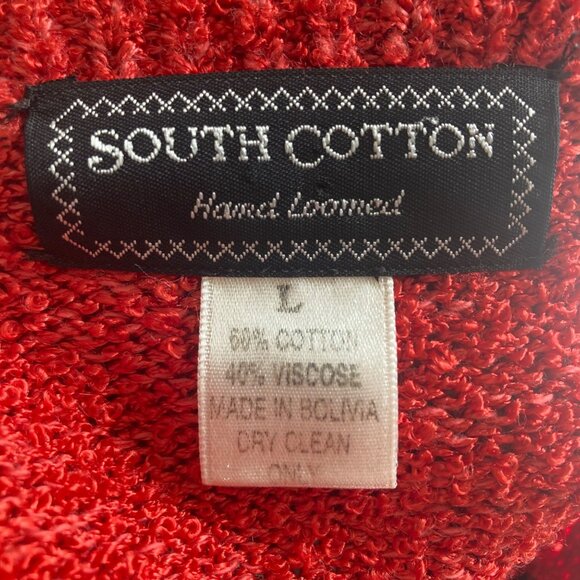 SOUTH COTTON
Hand Loomed
L
60% COTTON
40% VISCOSE
MADE IN BOLIVIA
DRY CLEAN
ONLY